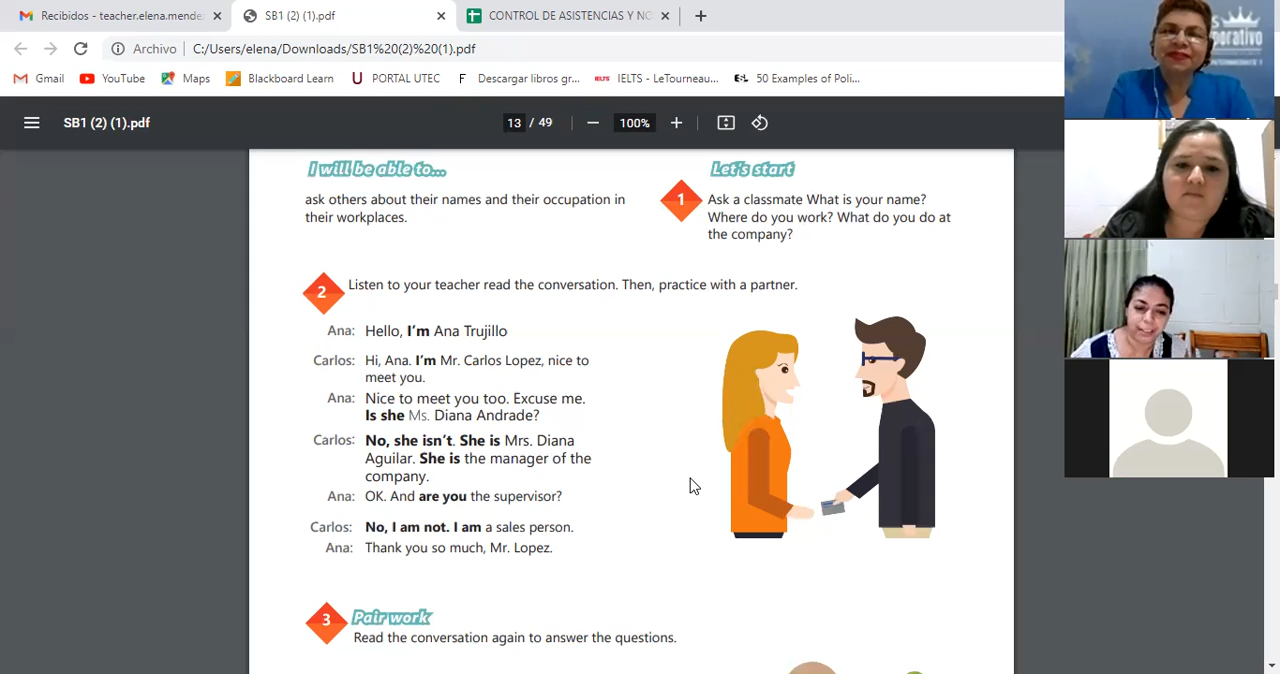 Recibidos - teacher.elena.mende
SB1 (2) (1).pdf
CONTROL DE ASISTENCIAS Y NO
Archivo
C:/Users/elena/Downloads/SB1%20(2)%20(1).pdf
Gmail
YouTube
Maps
Blackboard Learn
PORTAL UTEC
Descargar libros gr...
IELTS - LeTourneau...
50 Examples of Poli...
SB1 (2) (1).pdf
13 / 49
100%
I will be able to...
ask others about their names and their occupation in
their workplaces.
Let's start
1
Ask a classmate What is your name?
Where do you work? What do you do at
the company?
2
Listen to your teacher read the conversation. Then, practice with a partner.
Ana: Hello, I'm Ana Trujillo
Carlos: Hi, Ana. I'm Mr. Carlos Lopez, nice to
meet you.
Ana: Nice to meet you too. Excuse me.
Is she Ms. Diana Andrade?
Carlos: No, she isn't. She is Mrs. Diana
Aguilar. She is the manager of the
company.
Ana: OK. And are you the supervisor?
Carlos: No, I am not. I am a sales person.
Ana: Thank you so much, Mr. Lopez.
3
Pair work
Read the conversation again to answer the questions.